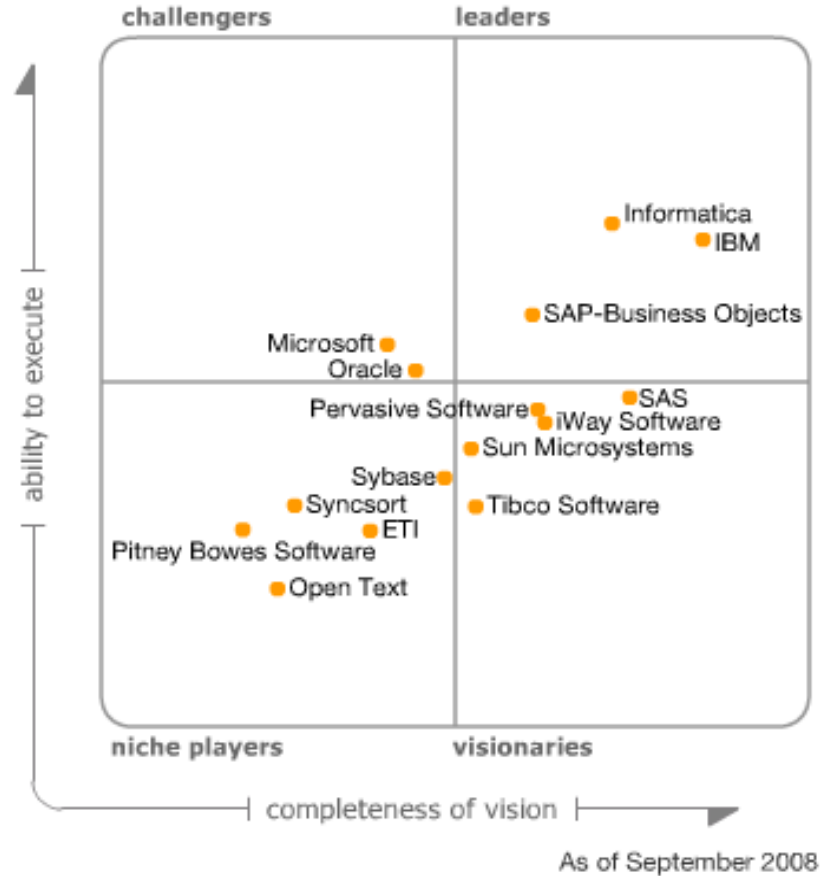 challengers
leaders
Informatica
IBM
SAP-Business Objects
Microsoft
Oracle
SAS
Pervasive Software
iWay Software
Sun Microsystems
Sybase
Syncsort
Tibco Software
ETI
Pitney Bowes Software
Open Text
ability to execute
niche players
visionaries
completeness of vision
As of September 2008